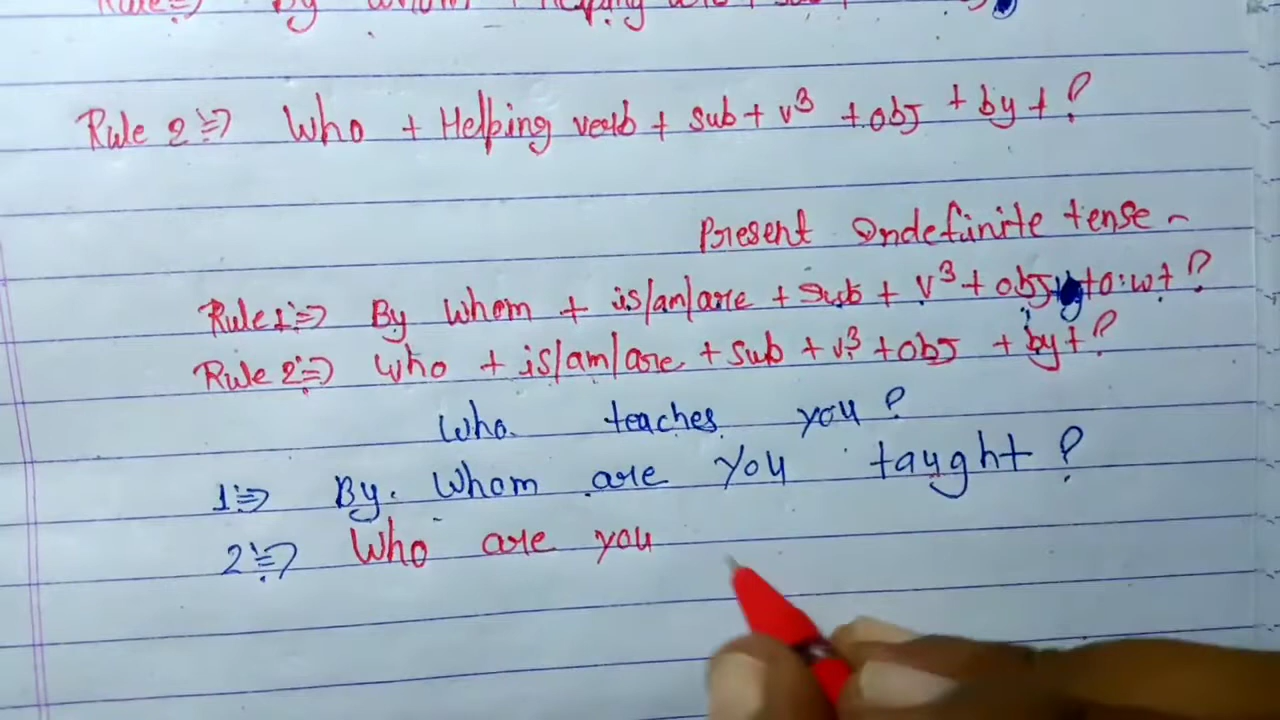 By whom +
Rule 2 => Who + Helping verb + sub + v3 + obj + by + ?
Present Indefinite tense ~
Rule 1 => By whom + is/am/are + sub + v3 + obj + o.w + ?
Rule 2 => Who + is/am/are + sub + v3 + obj + by + ?
Who. teaches you ?
1 => By. Whom are you taught ?
2 => Who are you